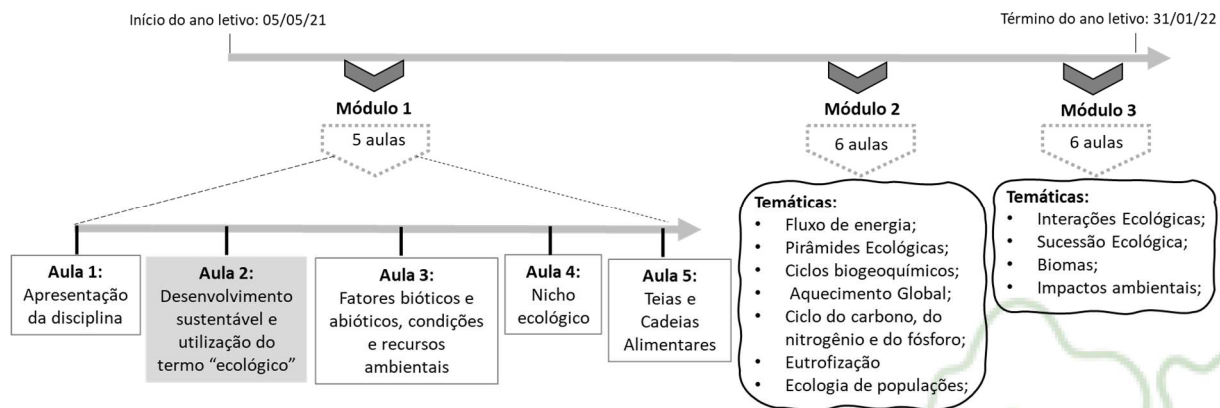 Início do ano letivo: 05/05/21
Término do ano letivo: 31/01/22
Módulo 1
5 aulas
Módulo 2
6 aulas
Módulo 3
6 aulas
Aula 1:
Apresentação
da disciplina
Aula 2:
Desenvolvimento
sustentável e
utilização do
termo “ecológico”
Aula 3:
Fatores bióticos e
abióticos, condições
e recursos
ambientais
Aula 4:
Nicho
ecológico
Aula 5:
Teias e
Cadeias
Alimentares
Temáticas:
• Fluxo de energia;
• Pirâmides Ecológicas;
• Ciclos biogeoquímicos;
• Aquecimento Global;
• Ciclo do carbono, do
nitrogênio e do fósforo;
• Eutrofização
• Ecologia de populações;
Temáticas:
• Interações Ecológicas;
• Sucessão Ecológica;
• Biomas;
• Impactos ambientais;